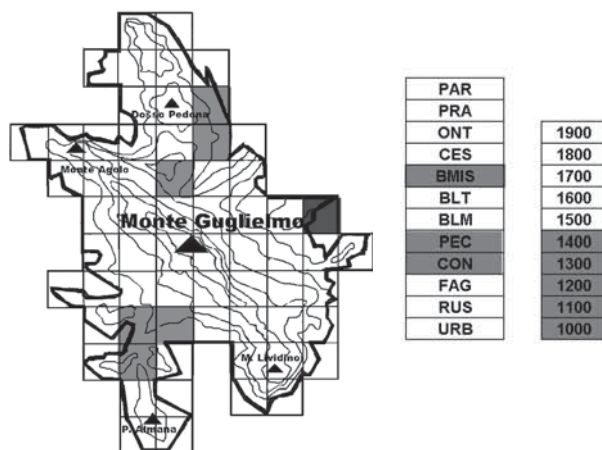 Dosso Pedona
Monte Agolo
Monte Guglielmo
M. Lividino
P. Almana
PAR
PRA
ONT
CES
BMIS
BLT
BLM
PEC
CON
FAG
RUS
URB
1900
1800
1700
1600
1500
1400
1300
1200
1100
1000